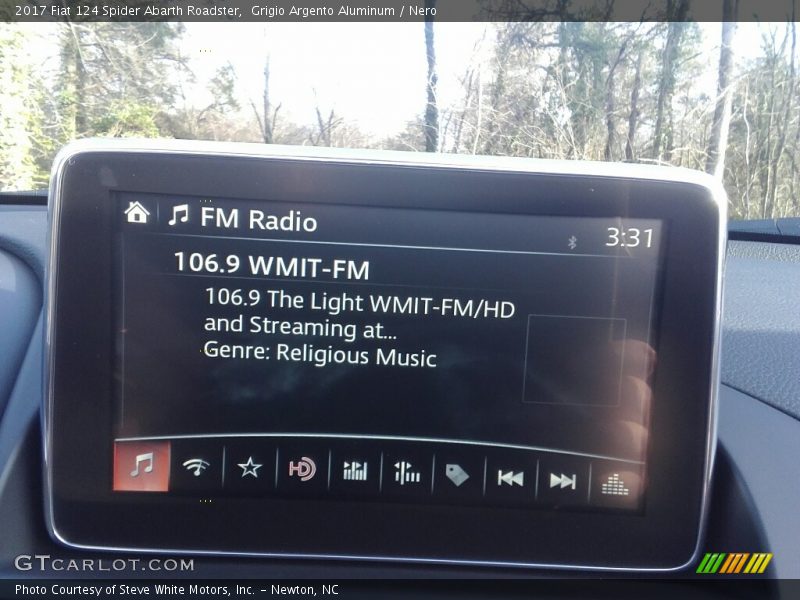 2017 Fiat 124 Spider Abarth Roadster,  Grigio Argento Aluminum / Nero
FM Radio
3:31
106.9 WMIT-FM
106.9 The Light WMIT-FM/HD
and Streaming at...
Genre: Religious Music
HD
GTCARLOT.COM
Photo Courtesy of Steve White Motors, Inc. – Newton, NC